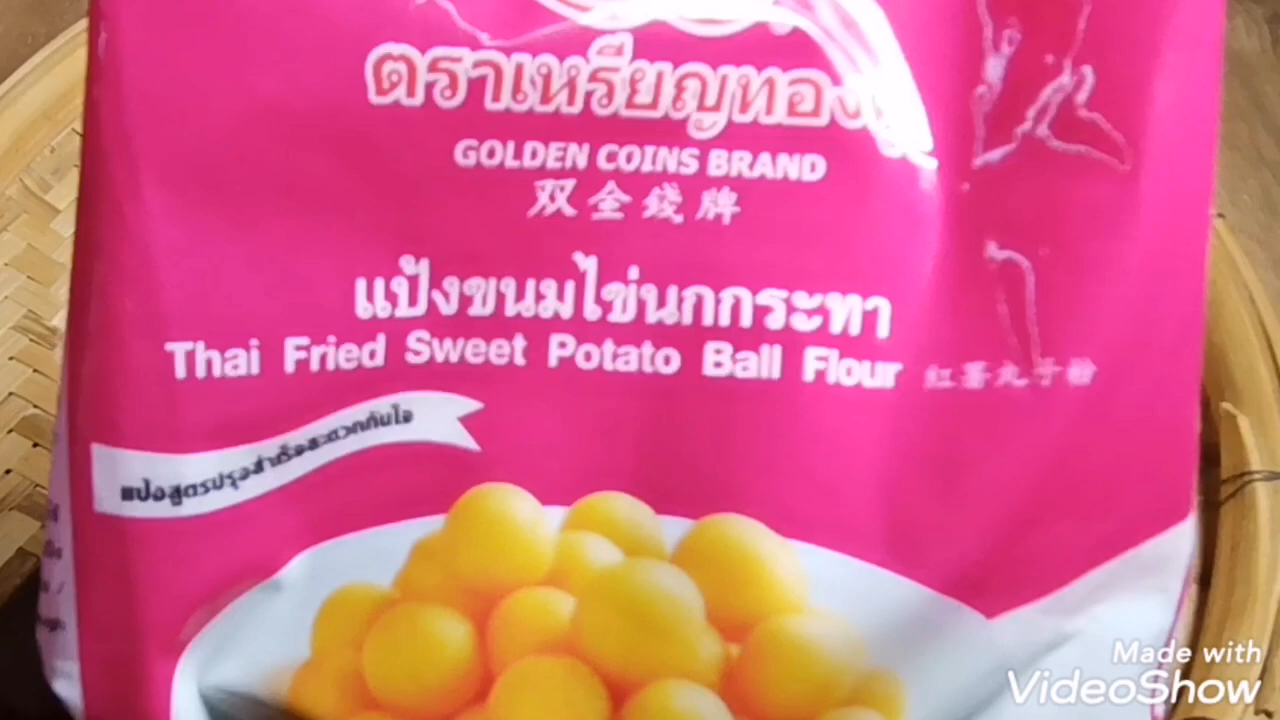 ตราเหรียญทอง
GOLDEN COINS BRAND
双全钱牌
แป้งขนมไข่นกกระทา
Thai Fried Sweet Potato Ball Flour 紅薯丸子粉
แป้งสูตรปรุงสำเร็จสะดวกทันใจ
Made with
VideoShow